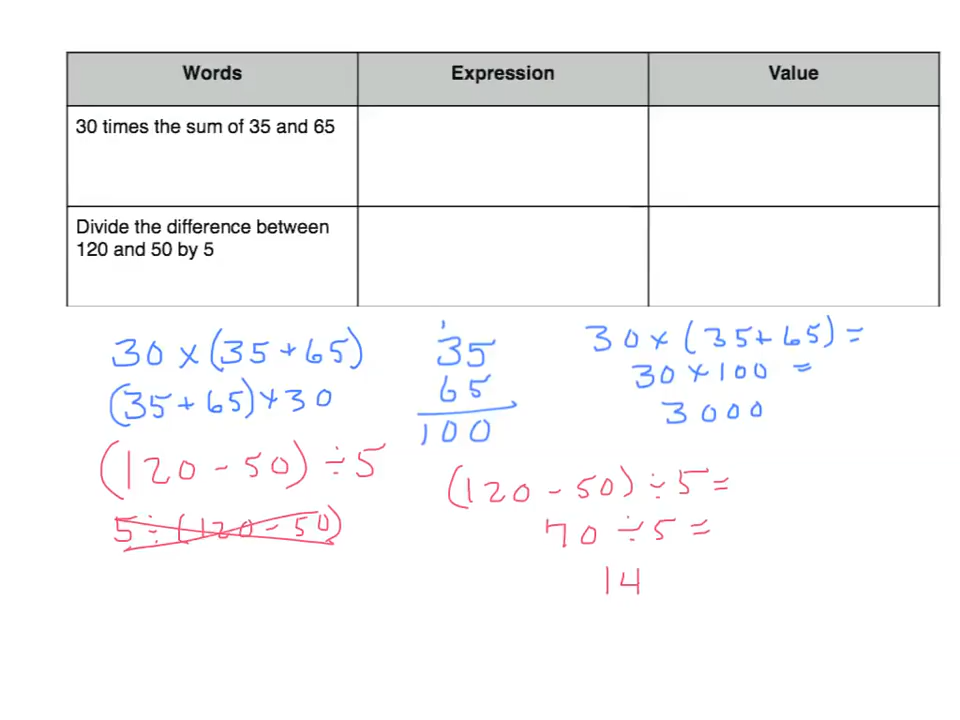 Words Expression Value
30 times the sum of 35 and 65
Divide the difference between
120 and 50 by 5
30 × (35 + 65)
(35 + 65) × 30
1
35
65
100
30 × (35 + 65) =
30 × 100 =
3000
(120 - 50) ÷ 5
5 ÷ (120 - 50)
(120 - 50) ÷ 5 =
70 ÷ 5 =
14